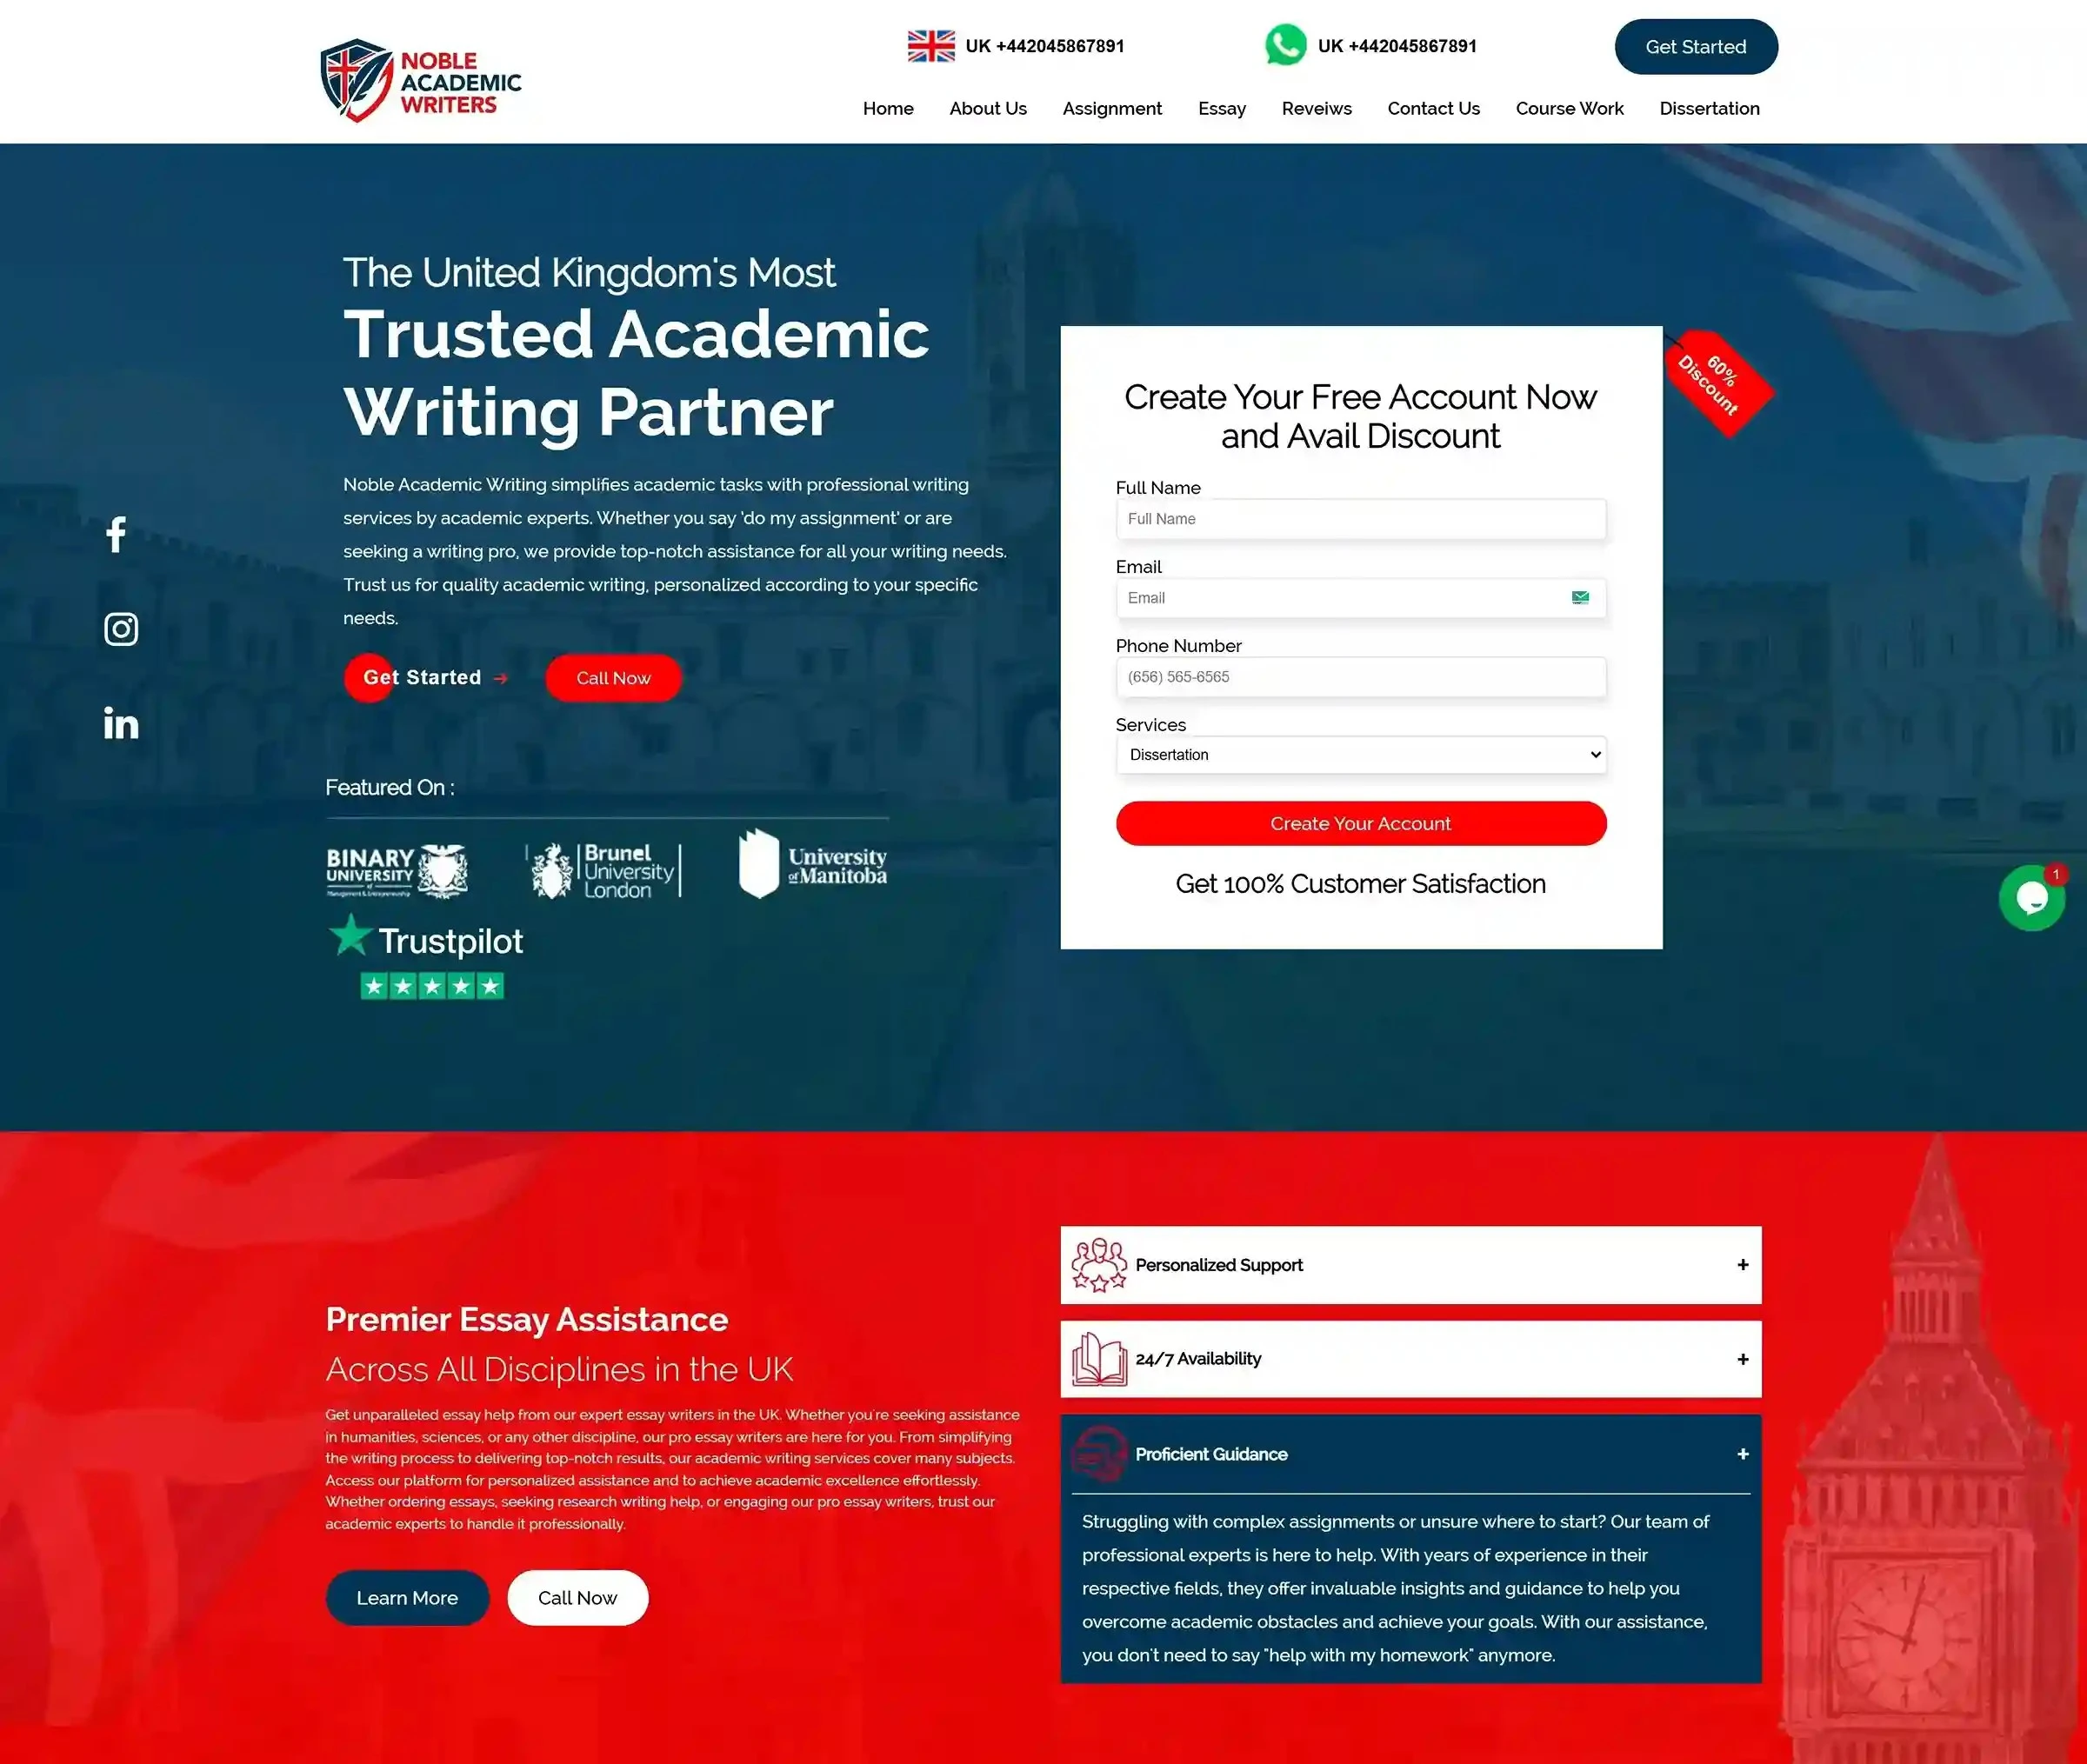 NOBLE
ACADEMIC
WRITERS
UK +442045867891
UK +442045867891
Get Started
Home
About Us
Assignment
Essay
Reveiws
Contact Us
Course Work
Dissertation
The United Kingdom's Most
Trusted Academic
Writing Partner
Noble Academic Writing simplifies academic tasks with professional writing
services by academic experts. Whether you say 'do my assignment' or are
seeking a writing pro, we provide top-notch assistance for all your writing needs.
Trust us for quality academic writing, personalized according to your specific
needs.
Get Started →
Call Now
Featured On :
BINARY
UNIVERSITY
of
Management & Entrepreneurship
Brunel
University
London
University
of Manitoba
Trustpilot
60%
Discount
Create Your Free Account Now
and Avail Discount
Full Name
Full Name
Email
Email
Phone Number
(656) 565-6565
Services
Dissertation
Create Your Account
Get 100% Customer Satisfaction
1
Premier Essay Assistance
Across All Disciplines in the UK
Get unparalleled essay help from our expert essay writers in the UK. Whether you're seeking assistance
in humanities, sciences, or any other discipline, our pro essay writers are here for you. From simplifying
the writing process to delivering top-notch results, our academic writing services cover many subjects.
Access our platform for personalized assistance and to achieve academic excellence effortlessly.
Whether ordering essays, seeking research writing help, or engaging our pro essay writers, trust our
academic experts to handle it professionally.
Learn More
Call Now
Personalized Support +
24/7 Availability +
Proficient Guidance +
Struggling with complex assignments or unsure where to start? Our team of
professional experts is here to help. With years of experience in their
respective fields, they offer invaluable insights and guidance to help you
overcome academic obstacles and achieve your goals. With our assistance,
you don't need to say "help with my homework" anymore.